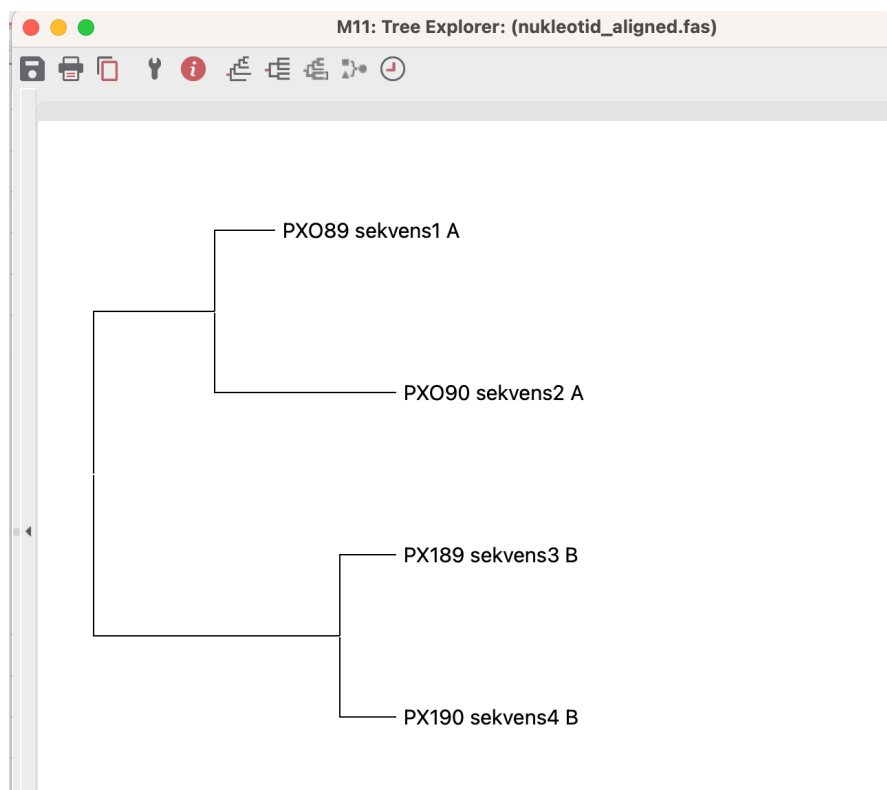 M11: Tree Explorer: (nukleotid_aligned.fas)
PXO89 sekvens1 A
PXO90 sekvens2 A
PX189 sekvens3 B
PX190 sekvens4 B